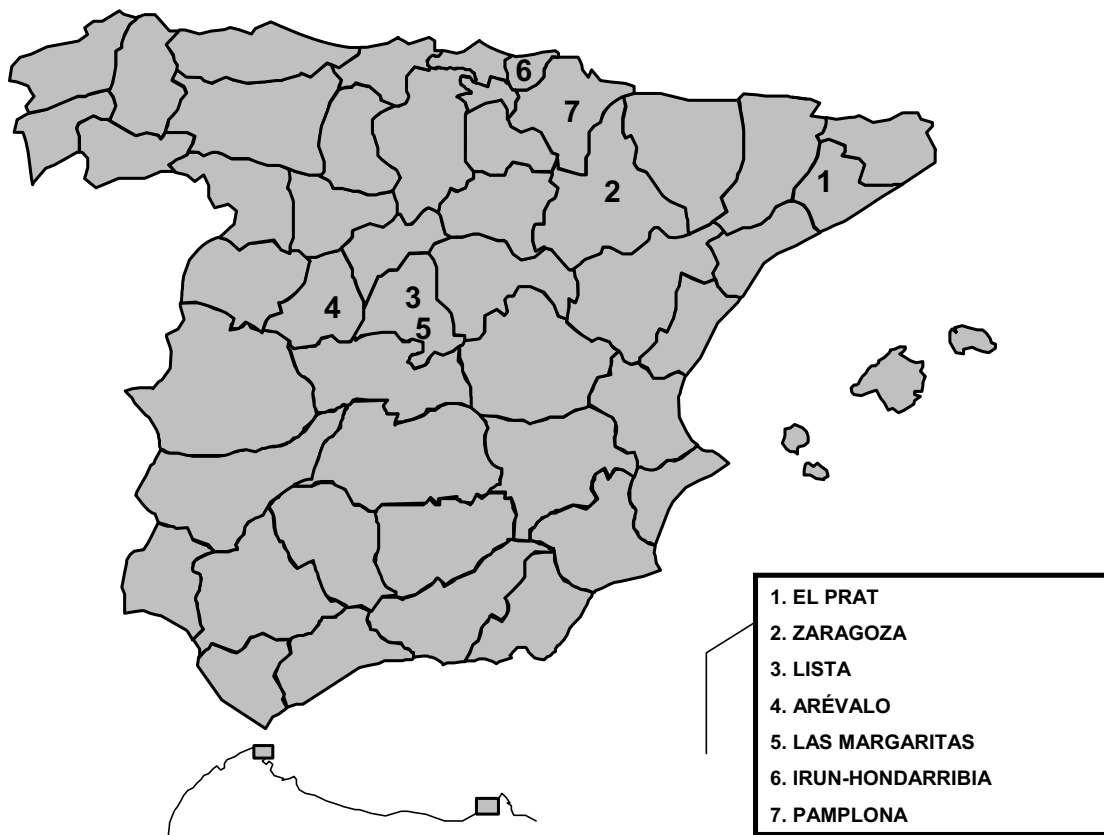 6
7
1
2
3
4
5
1. EL PRAT
2. ZARAGOZA
3. LISTA
4. ARÉVALO
5. LAS MARGARITAS
6. IRUN-HONDARRIBIA
7. PAMPLONA